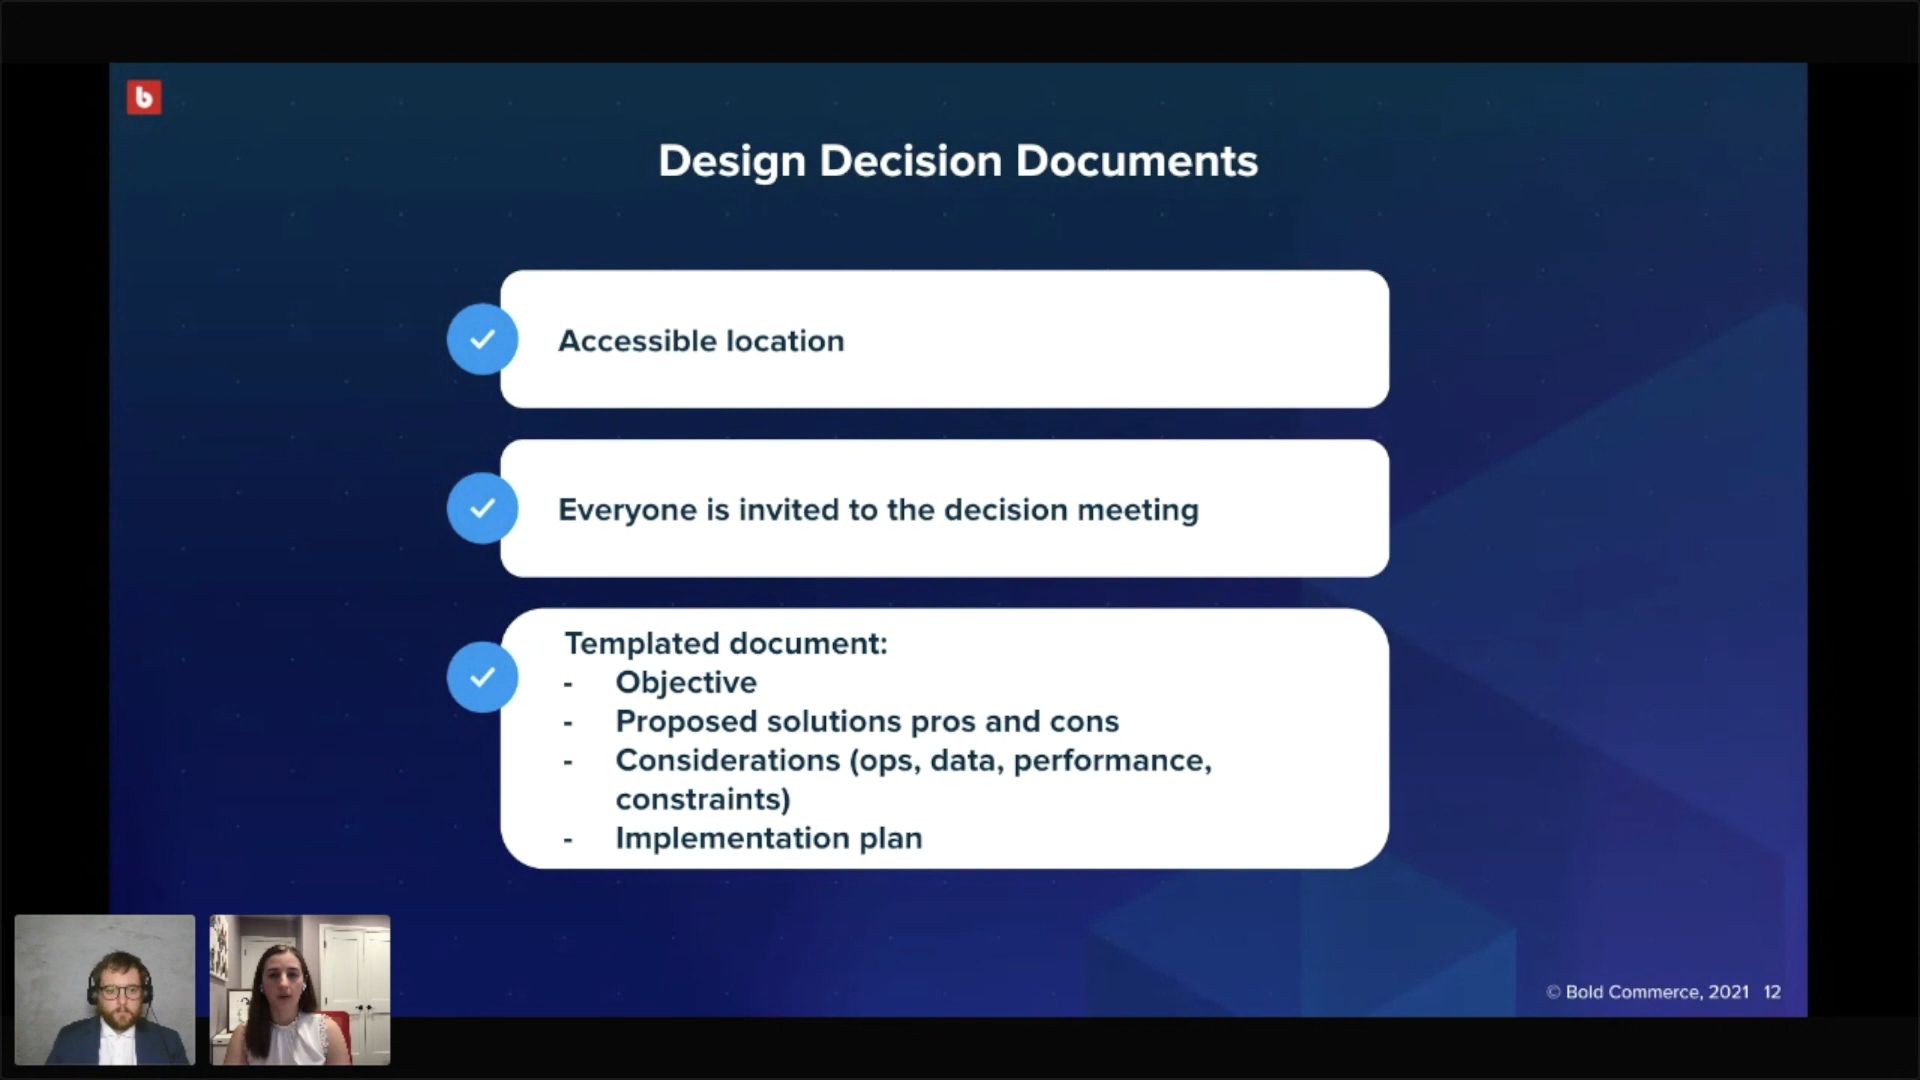 b
Design Decision Documents
Accessible location
Everyone is invited to the decision meeting
Templated document:
- Objective
- Proposed solutions pros and cons
- Considerations (ops, data, performance,
constraints)
- Implementation plan
© Bold Commerce, 2021 12